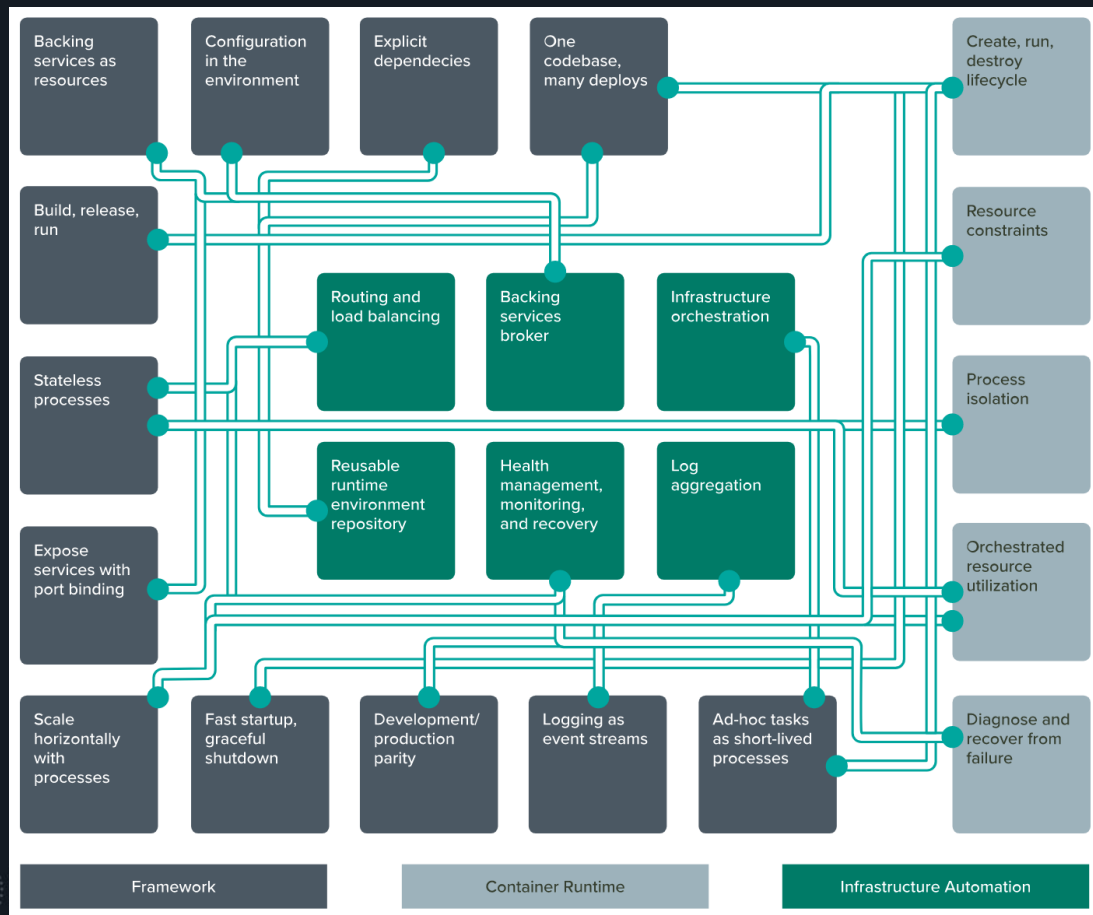 Backing
services as
resources
Configuration
in the
environment
Explicit
dependecies
One
codebase,
many deploys
Create, run,
destroy
lifecycle
Build, release,
run
Resource
constraints
Routing and
load balancing
Backing
services
broker
Infrastructure
orchestration
Stateless
processes
Process
isolation
Reusable
runtime
environment
repository
Health
management,
monitoring,
and recovery
Log
aggregation
Expose
services with
port binding
Orchestrated
resource
utilization
Scale
horizontally
with
processes
Fast startup,
graceful
shutdown
Development/
production
parity
Logging as
event streams
Ad-hoc tasks
as short-lived
processes
Diagnose and
recover from
failure
Framework
Container Runtime
Infrastructure Automation